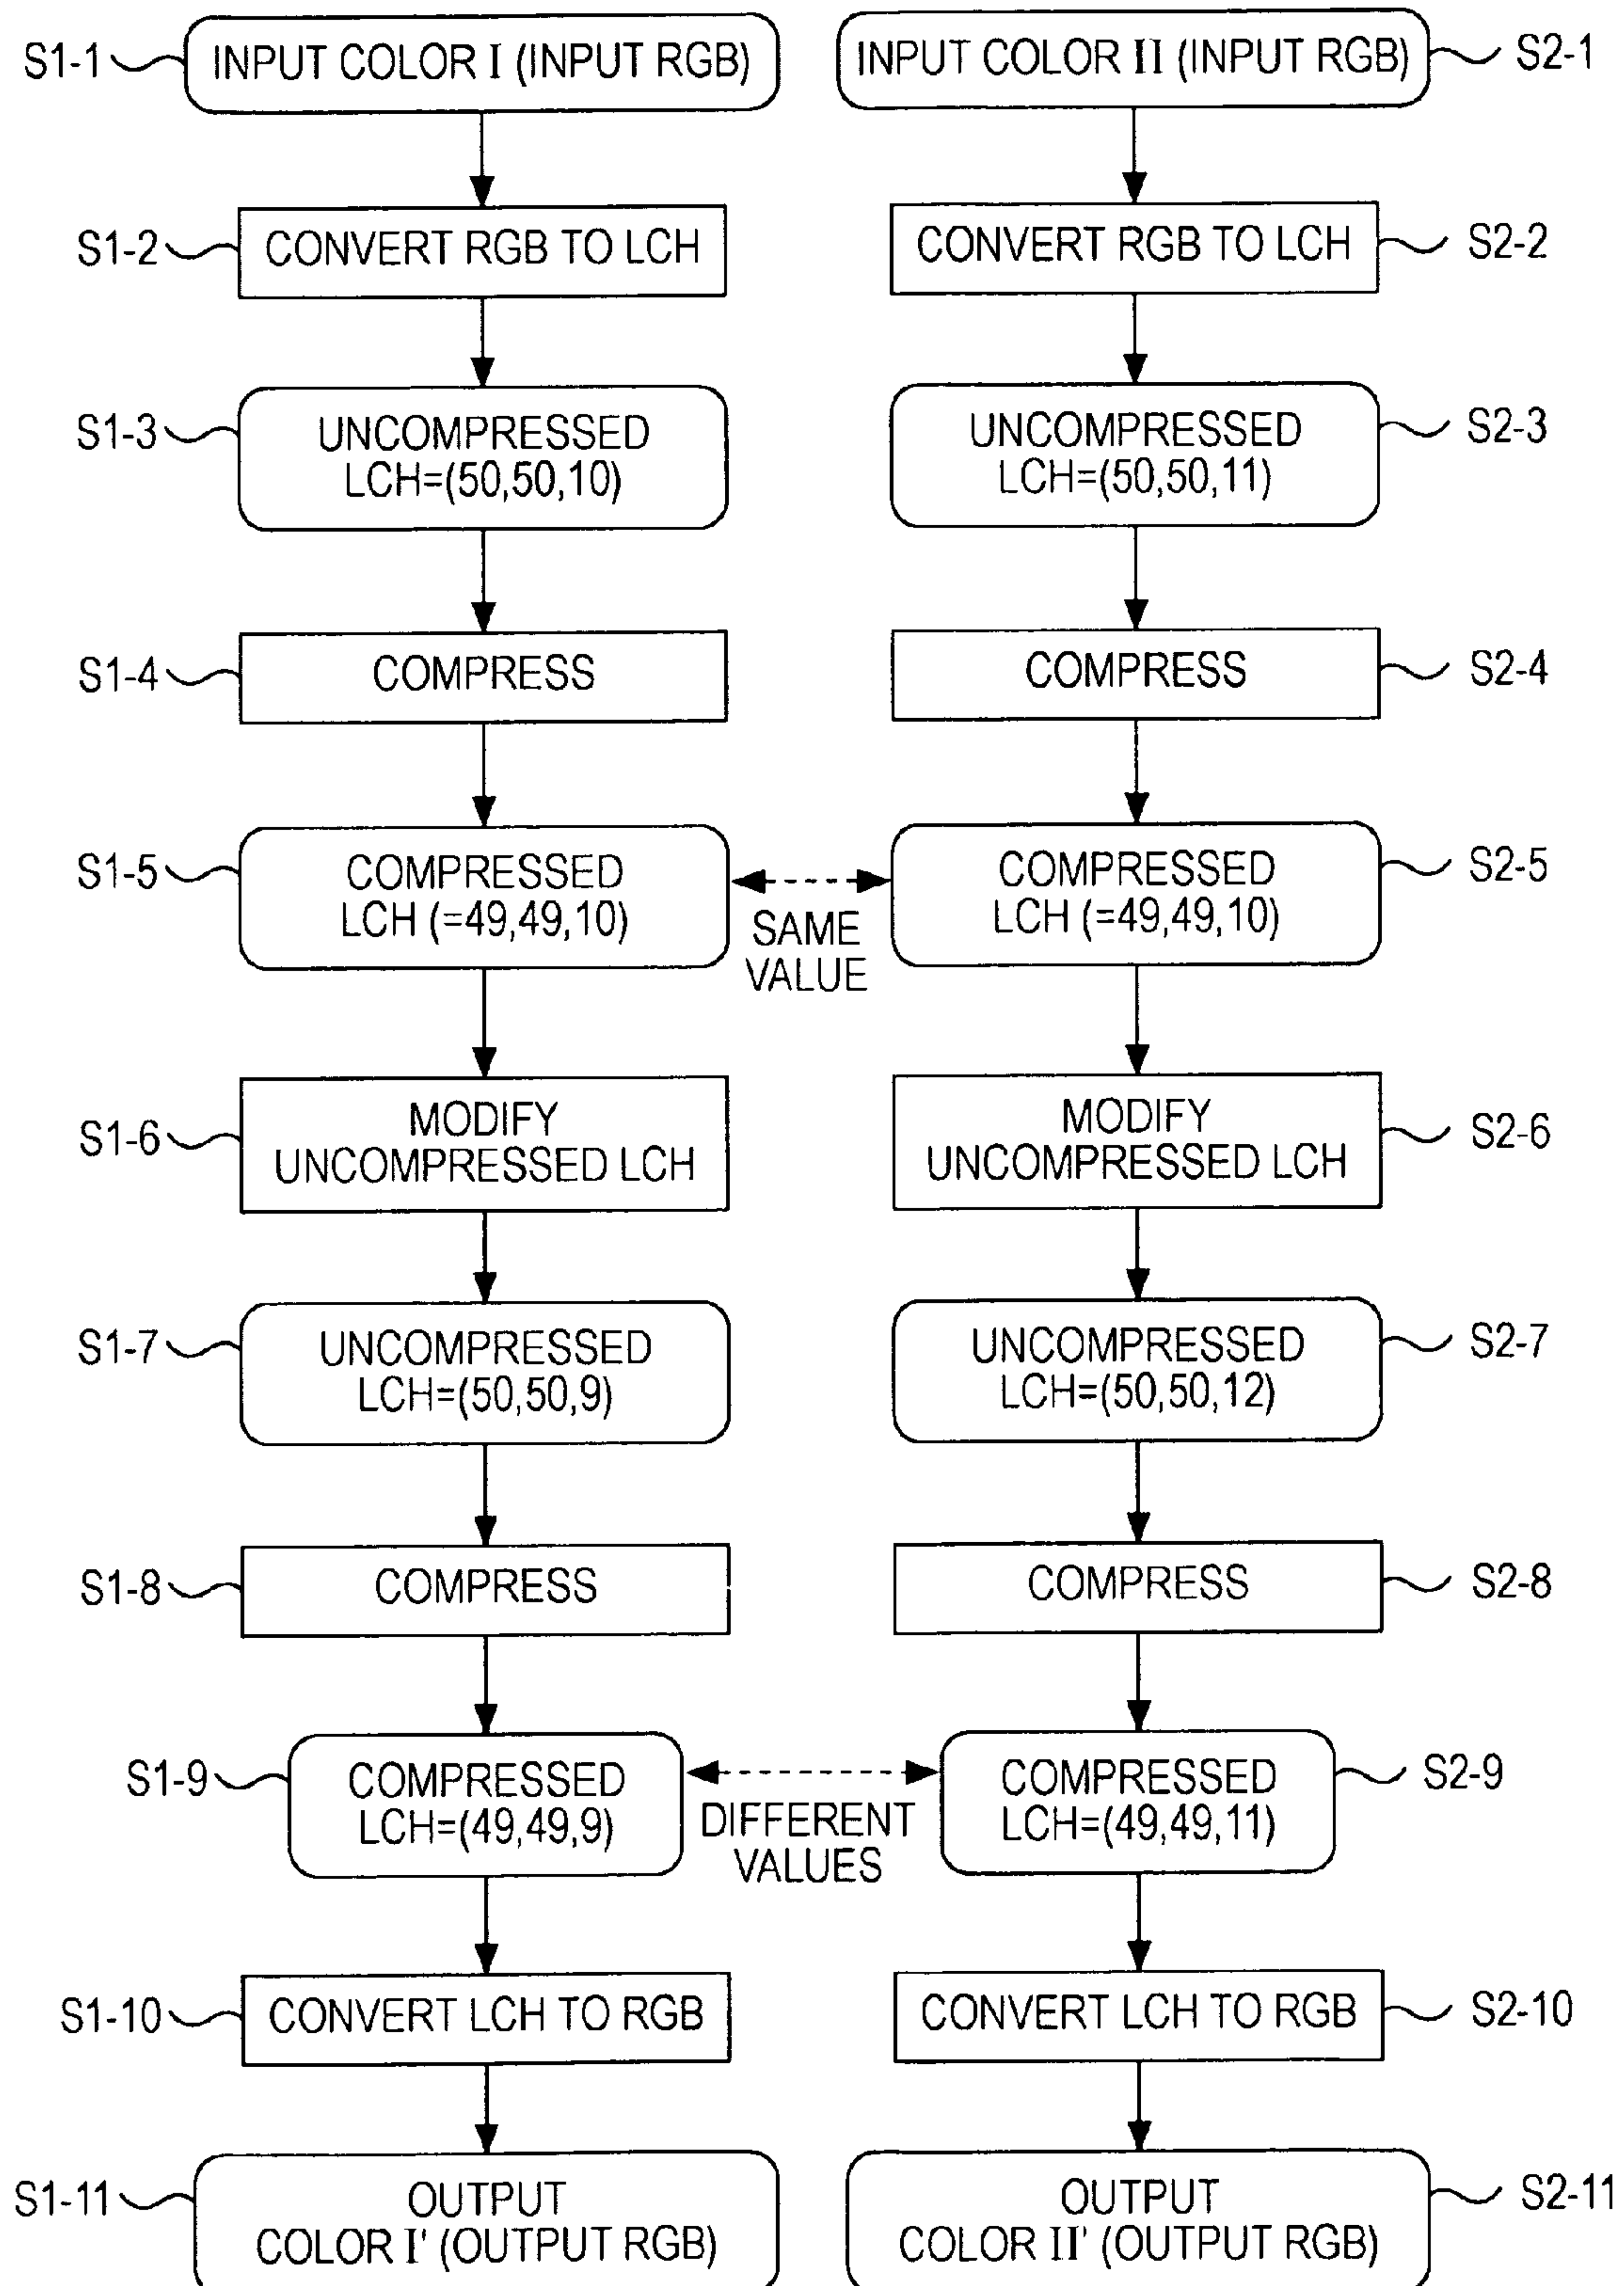 S1-1
INPUT COLOR I (INPUT RGB)
INPUT COLOR II (INPUT RGB)
S2-1
S1-2
CONVERT RGB TO LCH
CONVERT RGB TO LCH
S2-2
S1-3
UNCOMPRESSED
LCH=(50,50,10)
UNCOMPRESSED
LCH=(50,50,11)
S2-3
S1-4
COMPRESS
COMPRESS
S2-4
S1-5
COMPRESSED
LCH (=49,49,10)
SAME
VALUE
COMPRESSED
LCH (=49,49,10)
S2-5
S1-6
MODIFY
UNCOMPRESSED LCH
MODIFY
UNCOMPRESSED LCH
S2-6
S1-7
UNCOMPRESSED
LCH=(50,50,9)
UNCOMPRESSED
LCH=(50,50,12)
S2-7
S1-8
COMPRESS
COMPRESS
S2-8
S1-9
COMPRESSED
LCH=(49,49,9)
DIFFERENT
VALUES
COMPRESSED
LCH=(49,49,11)
S2-9
S1-10
CONVERT LCH TO RGB
CONVERT LCH TO RGB
S2-10
S1-11
OUTPUT
COLOR I' (OUTPUT RGB)
OUTPUT
COLOR II' (OUTPUT RGB)
S2-11